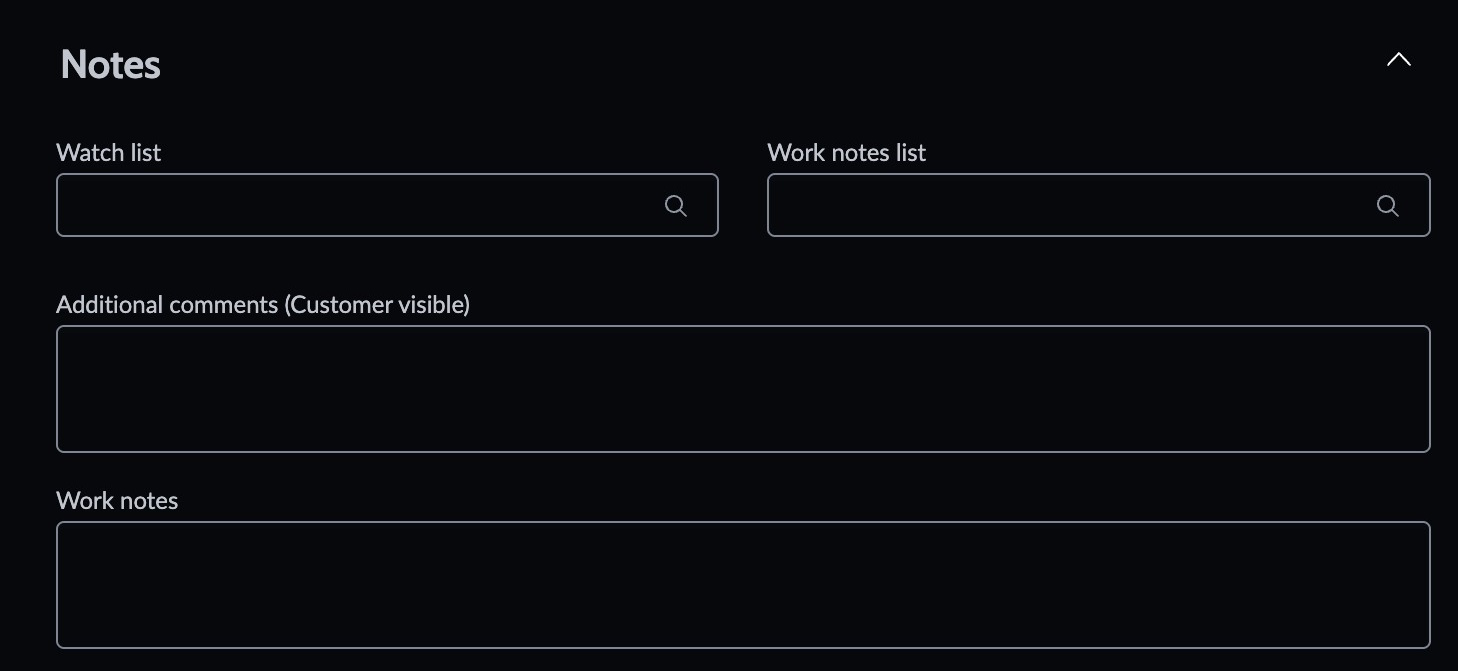 Notes
Watch list
Work notes list
Additional comments (Customer visible)
Work notes